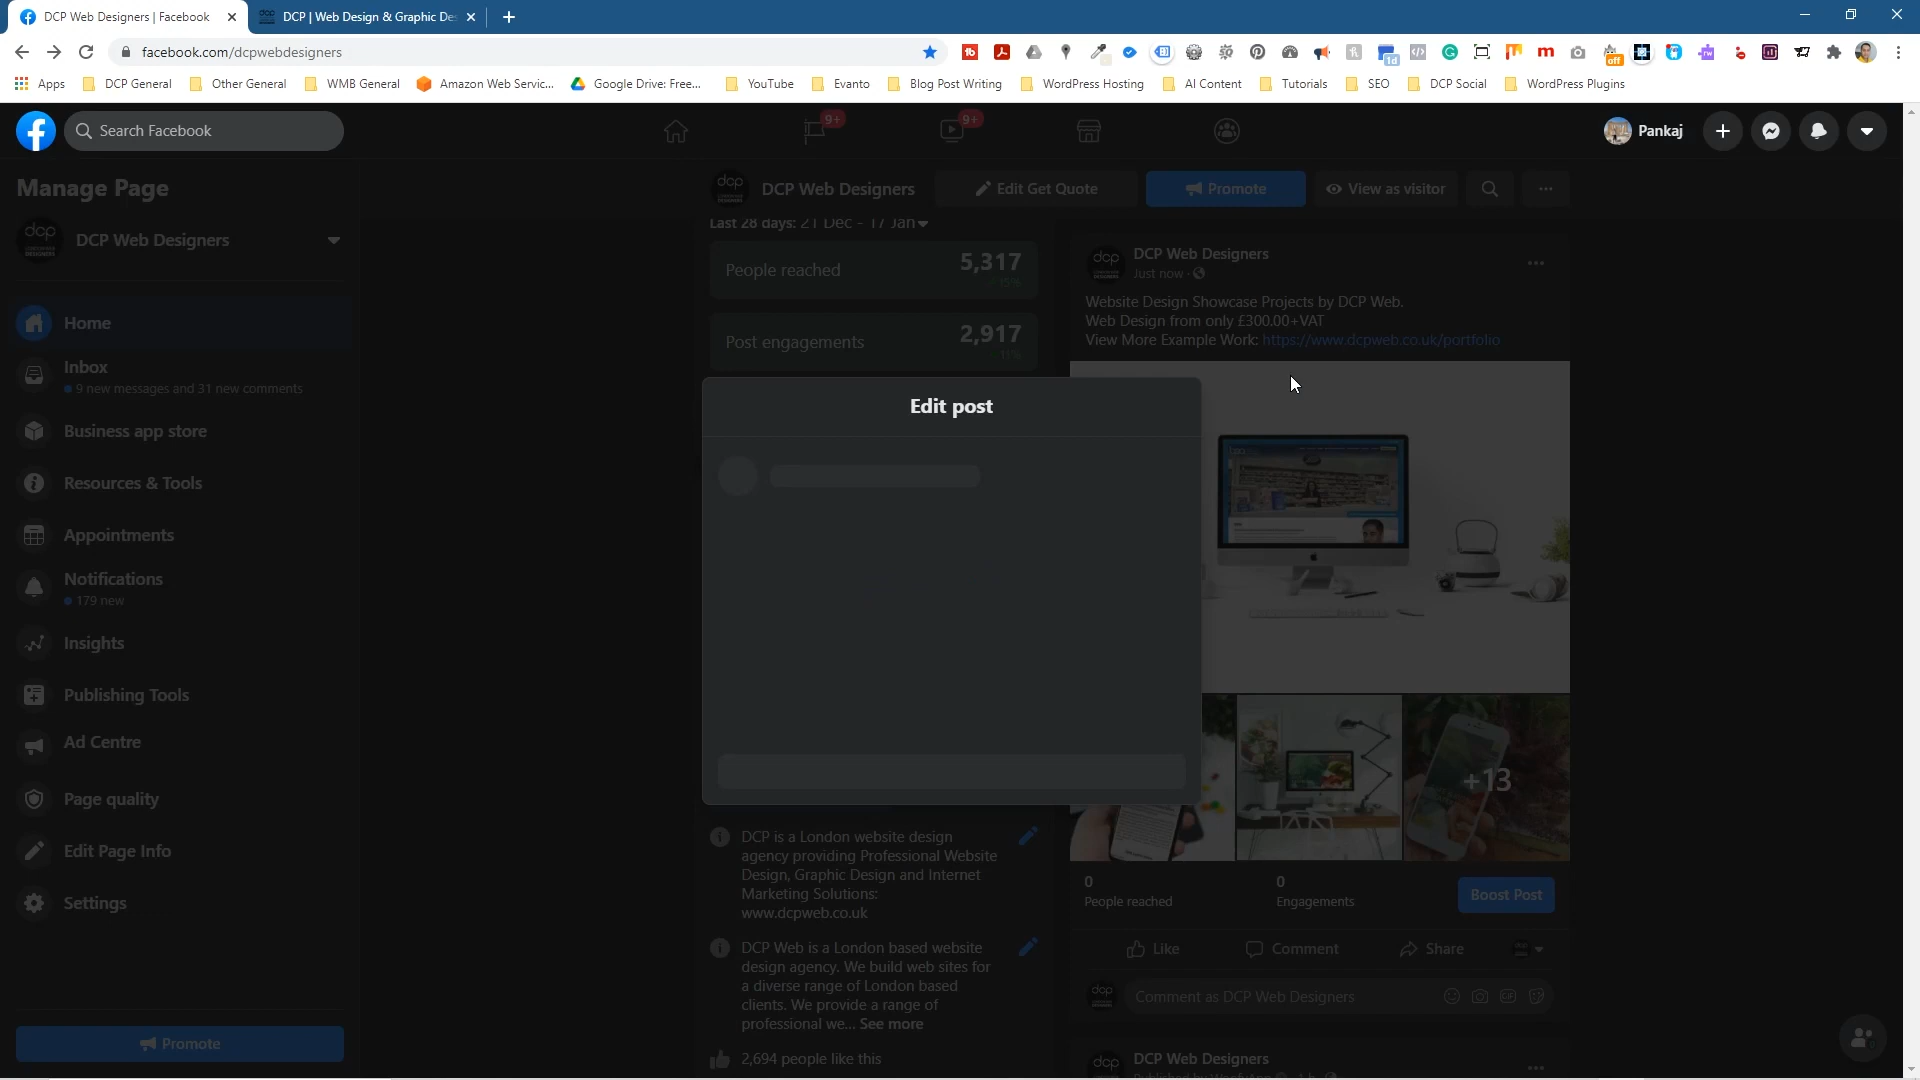 DCP Web Designers | Facebook
DCP | Web Design & Graphic De
facebook.com/dcpwebdesigners
1d
off
Apps
DCP General
Other General
WMB General
Amazon Web Servic...
Google Drive: Free...
YouTube
Evanto
Blog Post Writing
WordPress Hosting
AI Content
Tutorials
SEO
DCP Social
WordPress Plugins
Search Facebook
9+
9+
Pankaj
Manage Page
dcp
DCP Web Designers
Home
Inbox
9 new messages and 31 new comments
Business app store
Resources & Tools
Appointments
Notifications
179 new
Insights
Publishing Tools
Ad Centre
Page quality
Edit Page Info
Settings
Promote
dcp
DCP Web Designers
Edit Get Quote
Promote
View as visitor
Last 28 days: 21 Dec - 17 Jan
People reached
5,317
15%
Post engagements
2,917
11%
Edit post
DCP is a London website design
agency providing Professional Website
Design, Graphic Design and Internet
Marketing Solutions:
www.dcpweb.co.uk
DCP Web is a London based website
design agency. We build web sites for
a diverse range of London based
clients. We provide a range of
professional we... See more
2,694 people like this
dcp
DCP Web Designers
Just now
Website Design Showcase Projects by DCP Web.
Web Design from only £300.00+VAT
View More Example Work: https://www.dcpweb.co.uk/portfolio
+13
0
People reached
0
Engagements
Boost Post
Like
Comment
Share
dcp
Comment as DCP Web Designers
GIF
dcp
DCP Web Designers